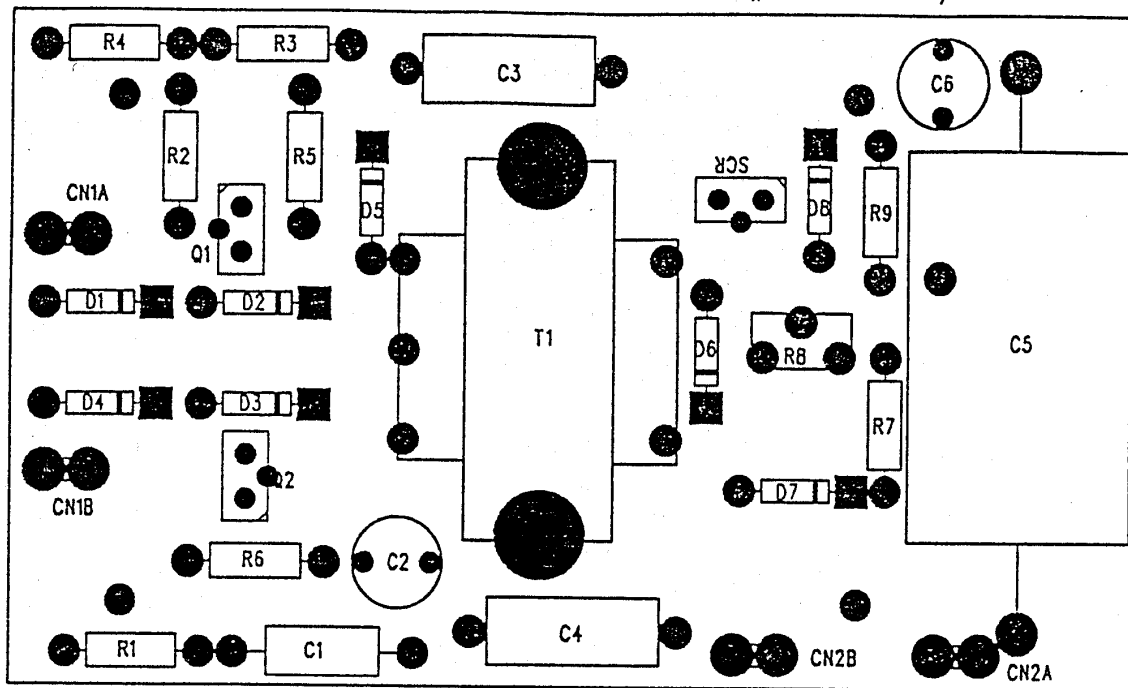 R4
R3
C3
C6
R2
R5
SCR
CN1A
D5
D8
R9
Q1
D1
D2
T1
D6
R8
C5
D4
D3
R7
Q2
CN1B
D7
R6
C2
R1
C1
C4
CN2B
CN2A